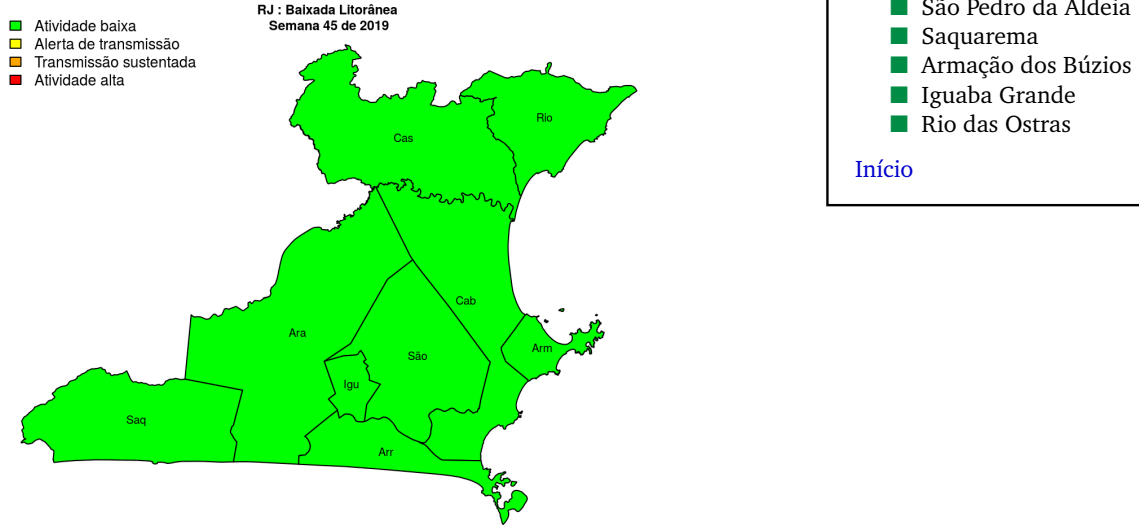 RJ : Baixada Litorânea
Semana 45 de 2019
Atividade baixa
Alerta de transmissão
Transmissão sustentada
Atividade alta
Rio
Cas
Cab
Ara
Arm
São
Igu
Saq
Arr
São Pedro da Aldeia
Saquarema
Armação dos Búzios
Iguaba Grande
Rio das Ostras
Início